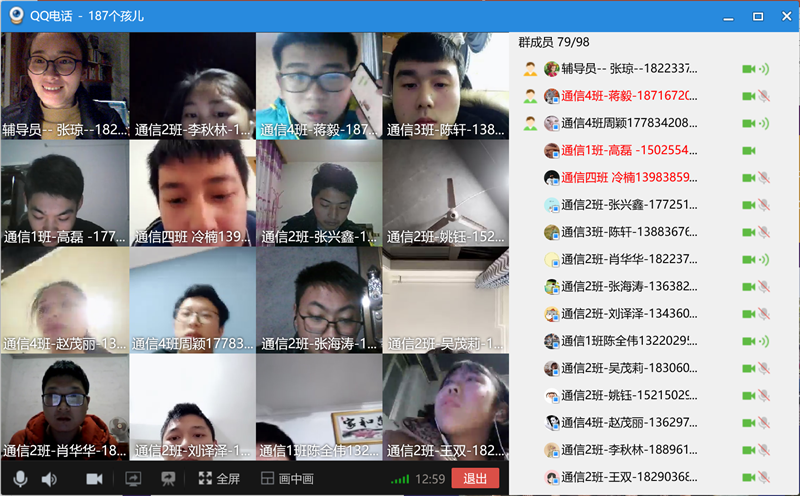 QQ电话 - 187个孩儿
辅导员-- 张琼--182...
通信2班-李秋林-1...
通信4班-蒋毅-187...
通信3班-陈轩-138...
通信1班-高磊 -177...
通信四班 冷楠139...
通信2班-张兴鑫-1...
通信2班-姚钰-152...
通信4班-赵茂丽-13...
通信4班周颖17783...
通信2班-张海涛-1...
通信2班-吴茂莉-1...
通信2班-肖华华-18...
通信2班-刘译泽-1...
通信1班陈全伟132...
通信2班-王双-182...
全屏
画中画
12:59
退出
群成员 79/98
辅导员-- 张琼--182237...
通信4班-蒋毅-1871672(...
通信4班周颖177834208...
通信1班-高磊 -1502554...
通信四班 冷楠13983859...
通信2班-张兴鑫-177251...
通信3班-陈轩-1388367(...
通信2班-肖华华-182237...
通信2班-张海涛-136382...
通信2班-刘译泽-134360...
通信1班陈全伟1322029!...
通信2班-吴茂莉-183060...
通信2班-姚钰-1521502!...
通信4班-赵茂丽-136297...
通信2班-李秋林-188961...
通信2班-王双-1829036{...